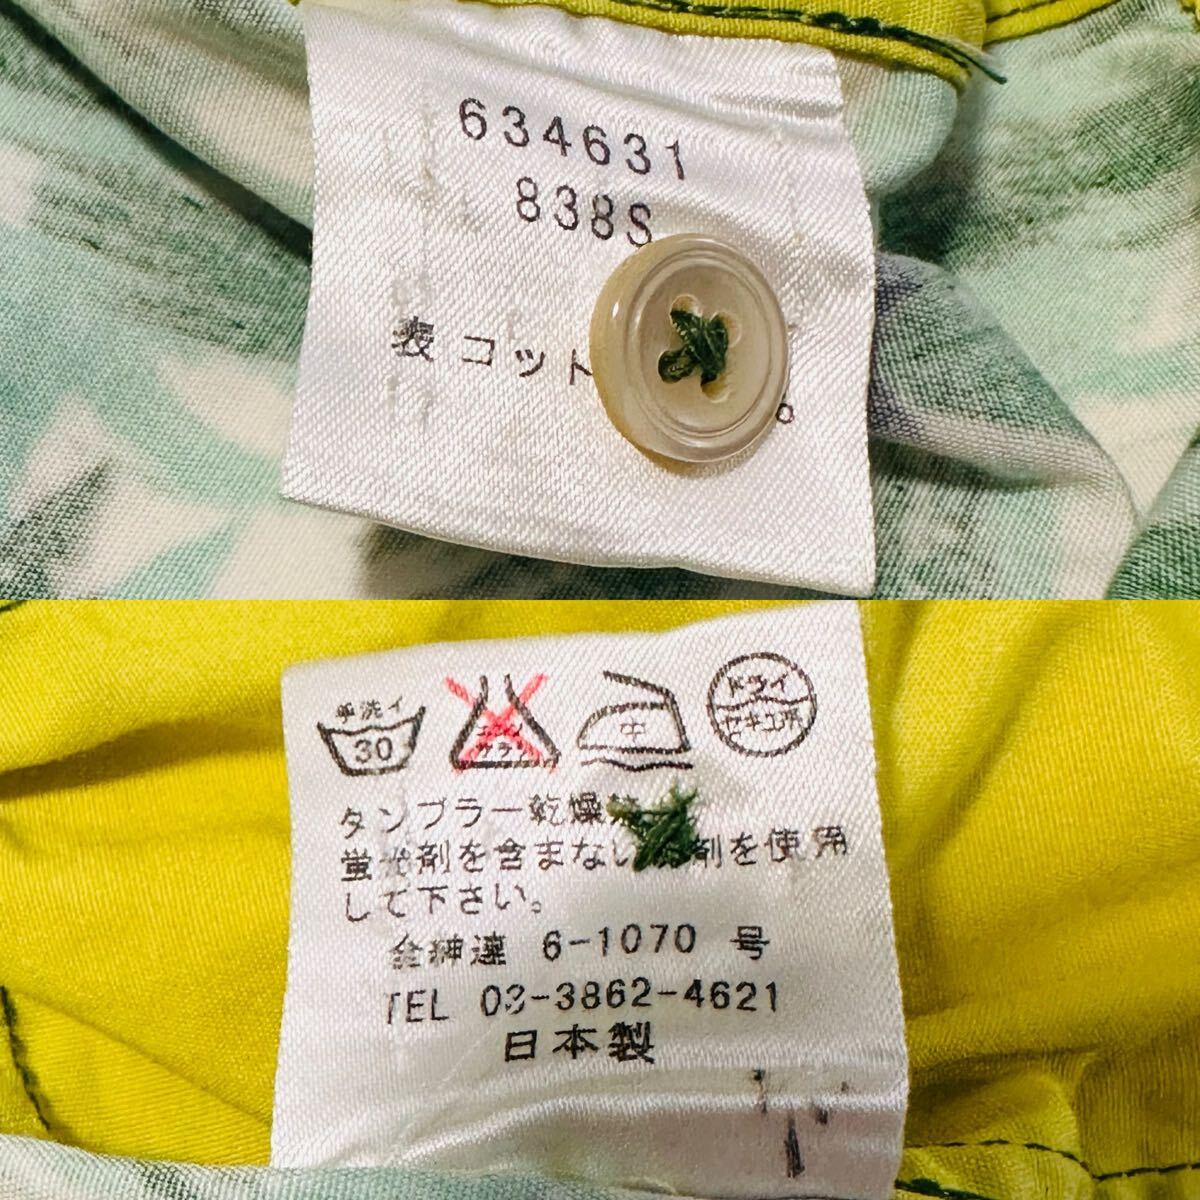 634631
838S
表 コット
。
手洗イ
30
中
ドライ
セキユ系
タンブラー乾燥
蛍光剤を含まない 剤を使用
して下さい。
6-1070 号
TEL 03-3862-4621
日本製